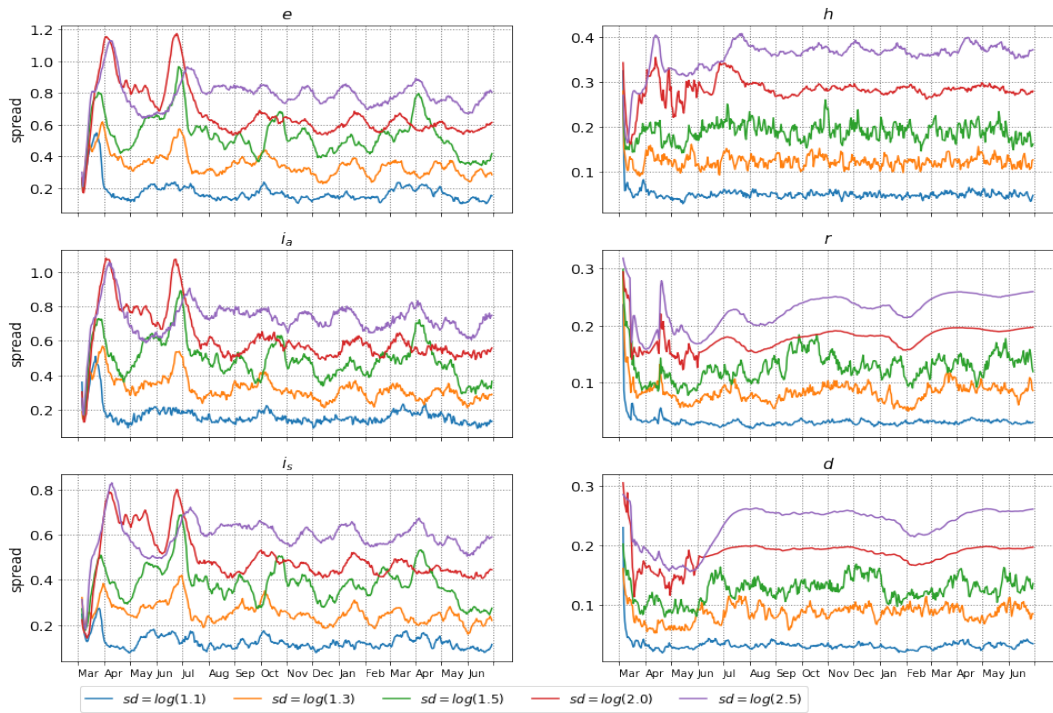 e
h
1.2
1.0
0.8
0.6
0.4
0.2
spread
0.4
0.3
0.2
0.1
i_a
r
1.0
0.8
0.6
0.4
0.2
spread
0.3
0.2
0.1
i_s
d
0.8
0.6
0.4
0.2
spread
0.3
0.2
0.1
Mar Apr May Jun Jul Aug Sep Oct Nov Dec Jan Feb Mar Apr May Jun
Mar Apr May Jun Jul Aug Sep Oct Nov Dec Jan Feb Mar Apr May Jun
sd = log(1.1) sd = log(1.3) sd = log(1.5) sd = log(2.0) sd = log(2.5)